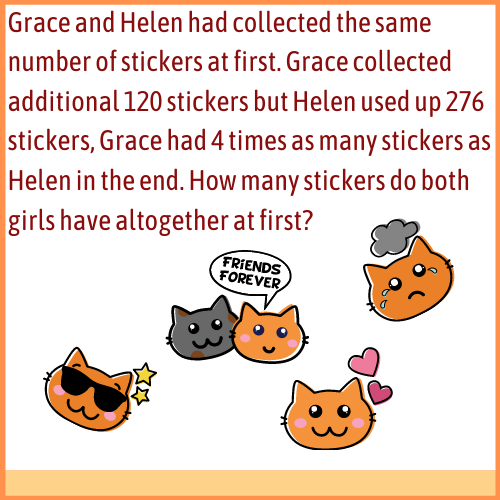 Grace and Helen had collected the same
number of stickers at first. Grace collected
additional 120 stickers but Helen used up 276
stickers, Grace had 4 times as many stickers as
Helen in the end. How many stickers do both
girls have altogether at first?
FRIENDS
FOREVER